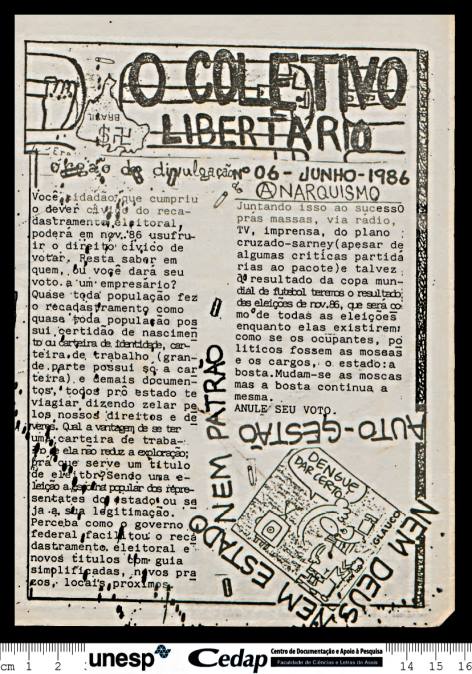 O COLETIVO
LIBERTÁRIO
BRASIL
órgão de divulgação do
Nº 06 - JUNHO-1986
ANARQUISMO
Você, cidadão, que cumpriu
o dever cívico do reca-
dastramento eleitoral,
poderá em nov.86 usufru-
ir o direito cívico de
votar. Resta saber em
quem, ou você dará seu
voto a um empresário?
Quase toda população fez
o recadastramento como
quase toda população pos
sui certidão de nascimen
to ou carteira de identidade, car-
teira de trabalho (gran-
de parte possui só a car
teira) e demais documen-
tos, todos pro estado te
viagiar dizendo zelar pe
los nossos direitos e de
veres. Qual a vantagem de se ter
uma carteira de traba-
lho se ela não reduz a exploração;
pra que serve um título
de eleitor? Sendo uma e-
leição a escolha popular dos repre-
sentates do estado ou se
ja a sua legitimação.
Perceba como o governo
federal facilitou o reca
dastramento eleitoral e
novos títulos com guia
simplificadas, novos pra
zos, locais próximos.
Juntando isso ao sucesso
pras massas, via rádio,
TV, imprensa, do plano
cruzado-sarney(apesar de
algumas criticas partidá
rias ao pacote)e talvez
o resultado da copa mun-
dial de futebol teremos o resultado
das eleições de nov.86, que será co
mo de todas as eleições
enquanto elas existirem:
como se os ocupantes, po
líticos fossem as moscas
e os cargos, o estado:a
bosta.Mudam-se as moscas
mas a bosta continua a
mesma.
ANULE SEU VOTO.
AUTO-GESTÃO
NEM PATRÃO
NEM ESTADO
NEM DEUS
DENGUE
DAR CERTO!
GLAUCO
cm 1 2
unesp
Cedap
Centro de Documentação e Apoio à Pesquisa
Faculdade de Ciências e Letras de Assis
14 15 16